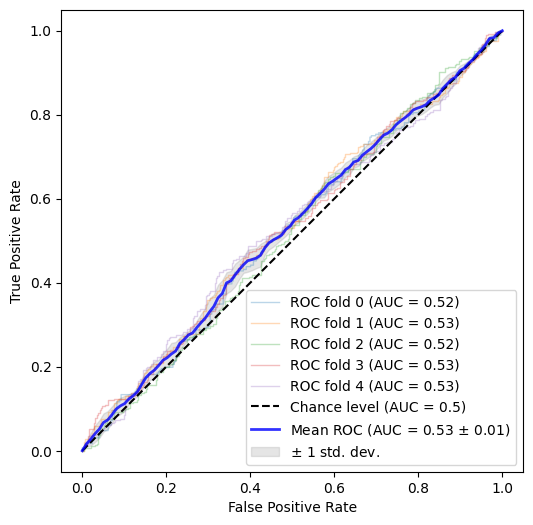 1.0
0.8
0.6
0.4
0.2
0.0
True Positive Rate
ROC fold 0 (AUC = 0.52)
ROC fold 1 (AUC = 0.53)
ROC fold 2 (AUC = 0.52)
ROC fold 3 (AUC = 0.53)
ROC fold 4 (AUC = 0.53)
Chance level (AUC = 0.5)
Mean ROC (AUC = 0.53 ± 0.01)
± 1 std. dev.
0.0 0.2 0.4 0.6 0.8 1.0
False Positive Rate